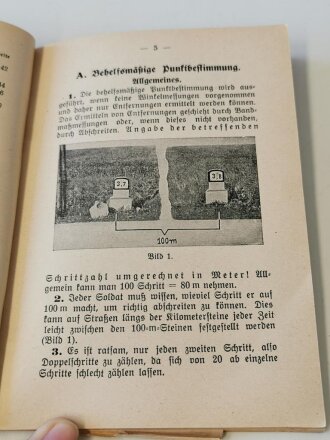 — 5 —
A. Behelfsmäßige Punktbestimmung.
Allgemeines.
1. Die behelfsmäßige Punktbestimmung wird aus-
geführt, wenn keine Winkelmessungen vorgenommen
und daher nur Entfernungen ermittelt werden können.
Das Ermitteln von Entfernungen geschieht durch Band-
maßmessungen oder, wenn dieses nicht vorhanden,
durch Abschreiten. Angabe der betreffenden
3,7
3,8
100m
Bild 1.
Schrittzahl umgerechnet in Meter! All-
gemein kann man 100 Schritt = 80 m nehmen.
2. Jeder Soldat muß wissen, wieviel Schritt er auf
100 m macht, um richtig abschreiten zu können. Dies
kann auf Straßen längs der Kilometersteine jeder Zeit
leicht zwischen den 100-m-Steinen festgestellt werden
(Bild 1).
3. Es ist ratsam, nur jeden zweiten Schritt, also
Doppelschritte zu zählen, da sich von 20 ab einzelne
Schritte schlecht zählen lassen.